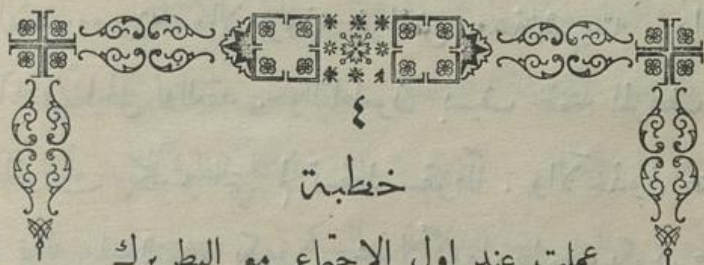 ٤
خطبة
عملت عند اول الاجتماع مع البطريرك